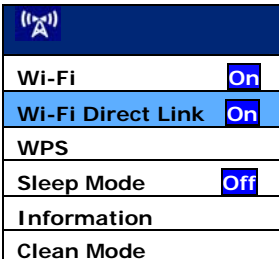 Wi-Fi On
Wi-Fi Direct Link On
WPS
Sleep Mode Off
Information
Clean Mode